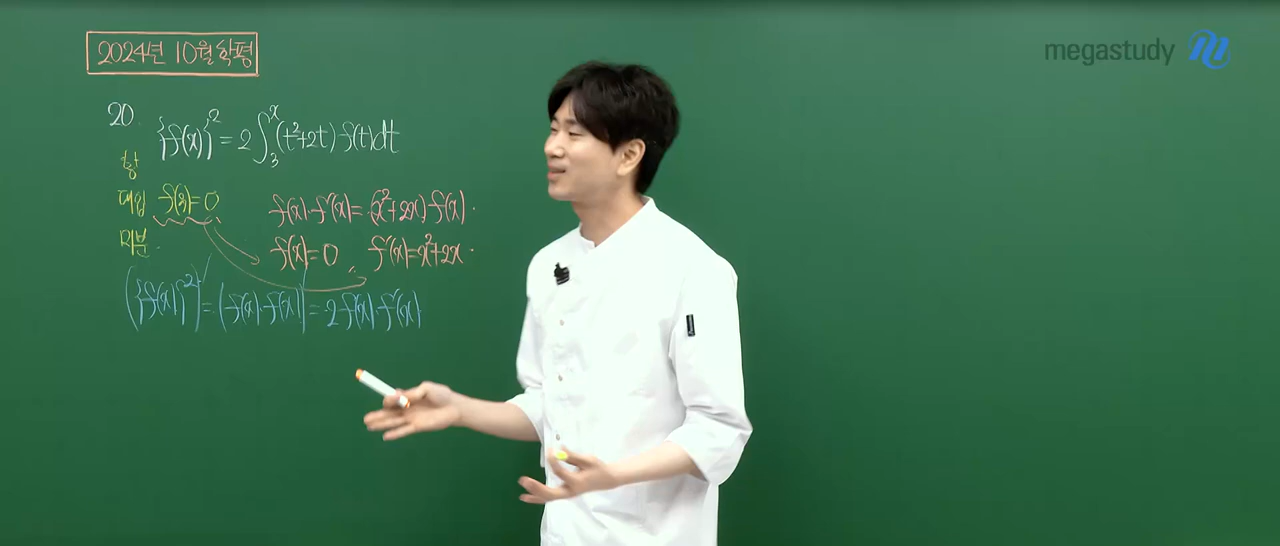 2024년 10월 학평
megastudy
20. {f(x)}² = 2∫₃ˣ(t²+2t)f(t)dt
항
대입 f(3)=0
f(x)·f'(x)=(x²+2x)f(x).
미분.
f(x)=0, f'(x)=x²+2x.
({f(x)}²)' = (f(x)·f(x))' = 2f(x)·f'(x)